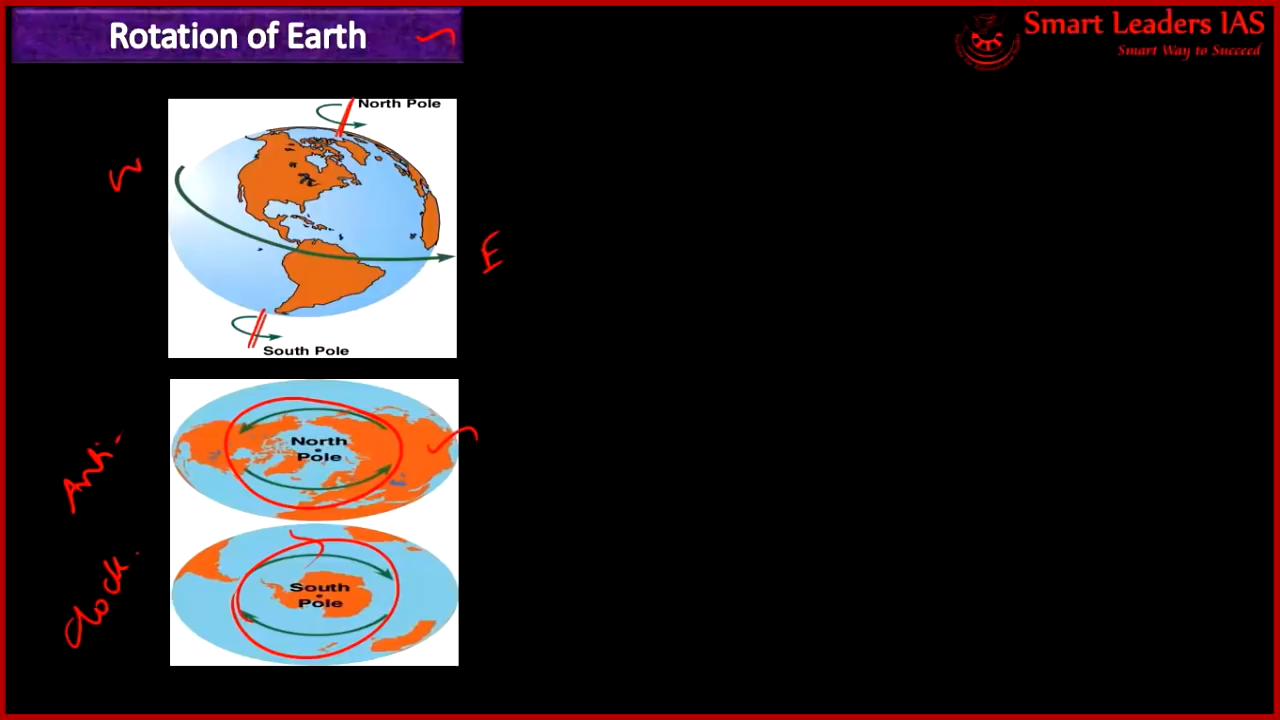 Rotation of Earth
Smart Leaders IAS
Smart Way to Succeed
North Pole
E
South Pole
Anti-
North
Pole
Clock.
South
Pole